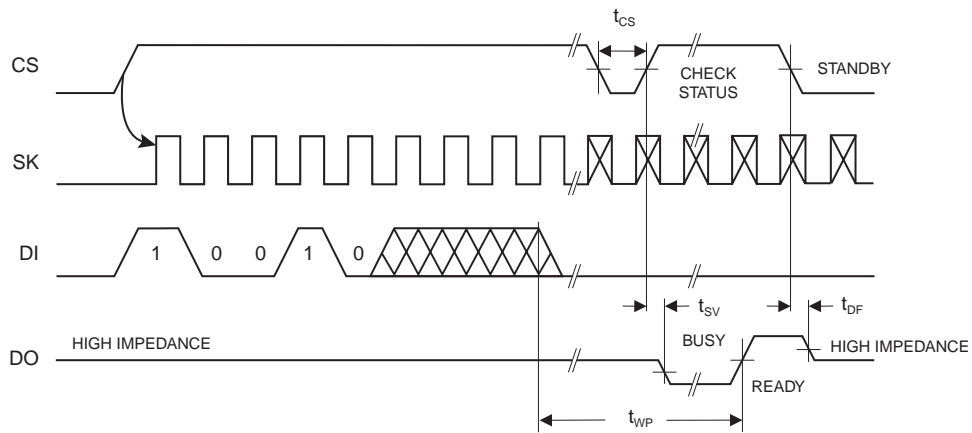 t_CS
CS
CHECK
STATUS
STANDBY
SK
DI
1 0 0 1 0
t_SV
t_DF
HIGH IMPEDANCE
BUSY
HIGH IMPEDANCE
DO
READY
t_WP